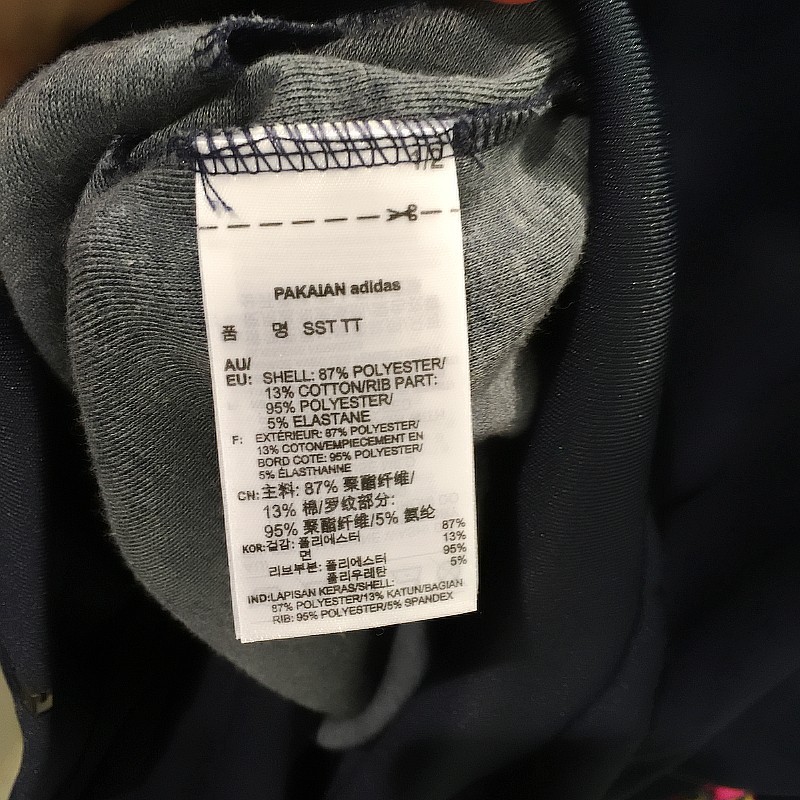 1/2
PAKAIAN adidas
품 명 SST TT
AU/
EU: SHELL: 87% POLYESTER/
13% COTTON/RIB PART:
95% POLYESTER/
5% ELASTANE
F: EXTÉRIEUR: 87% POLYESTER/
13% COTON/EMPIECEMENT EN
BORD COTE: 95% POLYESTER/
5% ÉLASTHANNE
CN: 主料: 87% 聚酯纤维/
13% 棉/罗纹部分:
95% 聚酯纤维/5% 氨纶
KOR: 겉감: 폴리에스터 87%
면 13%
리브부분: 폴리에스터 95%
폴리우레탄 5%
IND: LAPISAN KERAS/SHELL:
87% POLYESTER/13% KATUN/BAGIAN
RIB: 95% POLYESTER/5% SPANDEX